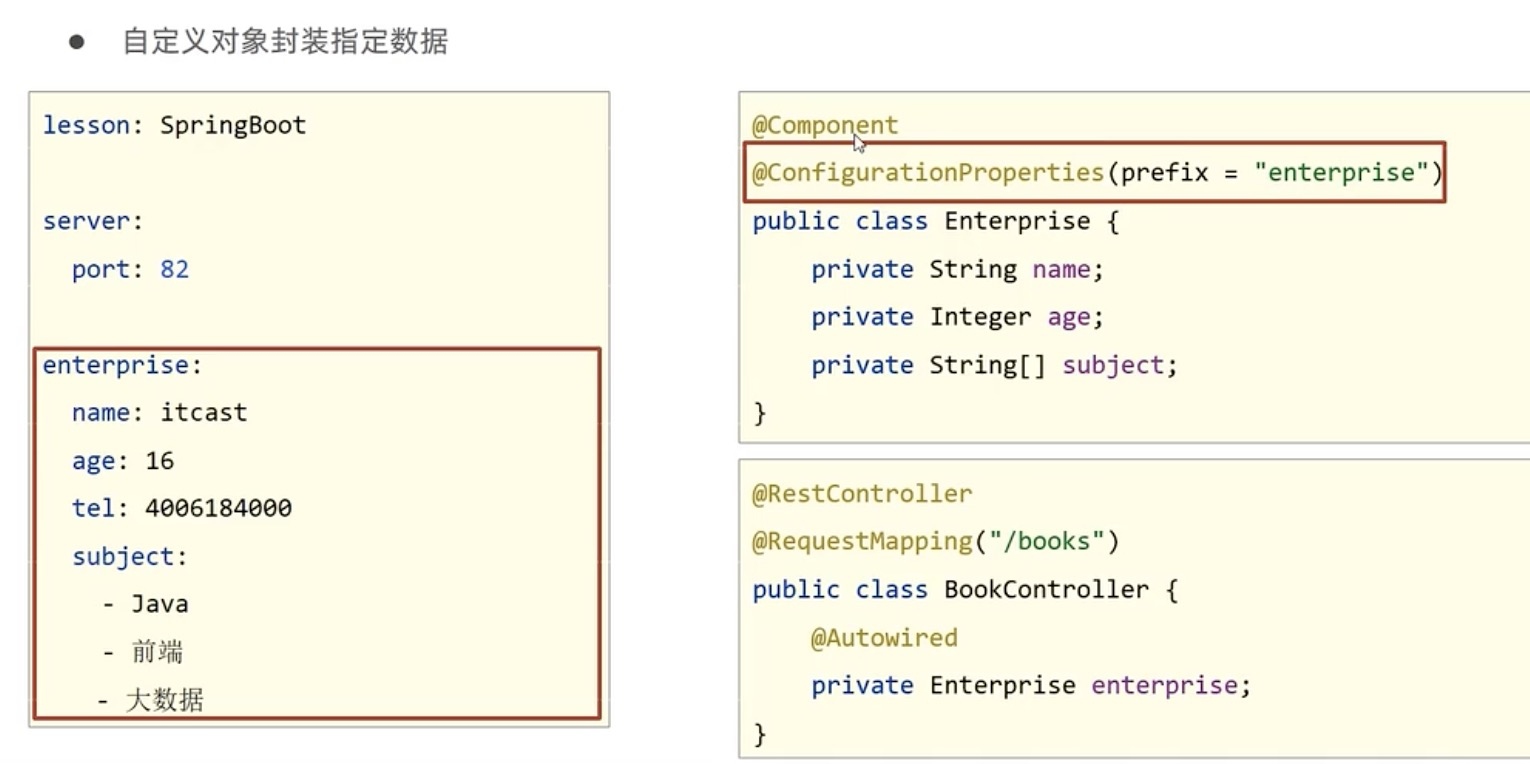 ● 自定义对象封装指定数据
lesson: SpringBoot
server:
  port: 82
enterprise:
  name: itcast
  age: 16
  tel: 4006184000
  subject:
    - Java
    - 前端
    - 大数据
@Component
@ConfigurationProperties(prefix = "enterprise")
public class Enterprise {
    private String name;
    private Integer age;
    private String[] subject;
}
@RestController
@RequestMapping("/books")
public class BookController {
    @Autowired
    private Enterprise enterprise;
}